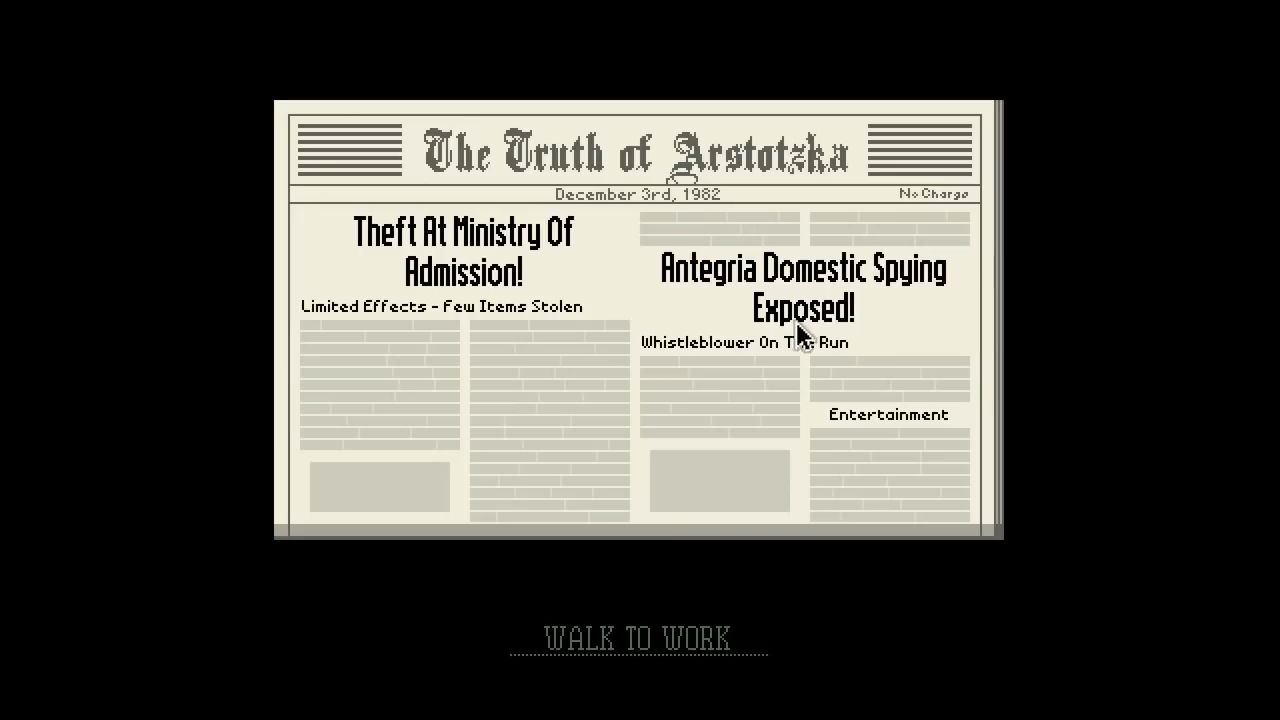 The Truth of Arstotzka
December 3rd, 1982
No Charge
Theft At Ministry Of
Admission!
Limited Effects - Few Items Stolen
Antegria Domestic Spying
Exposed!
Whistleblower On The Run
Entertainment
WALK TO WORK